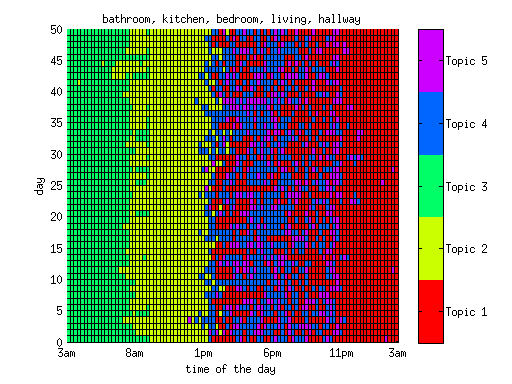 bathroom, kitchen, bedroom, living, hallway
50
45
40
35
30
25
20
15
10
5
0
day
3am 8am 1pm 6pm 11pm 3am
time of the day
Topic 5
Topic 4
Topic 3
Topic 2
Topic 1